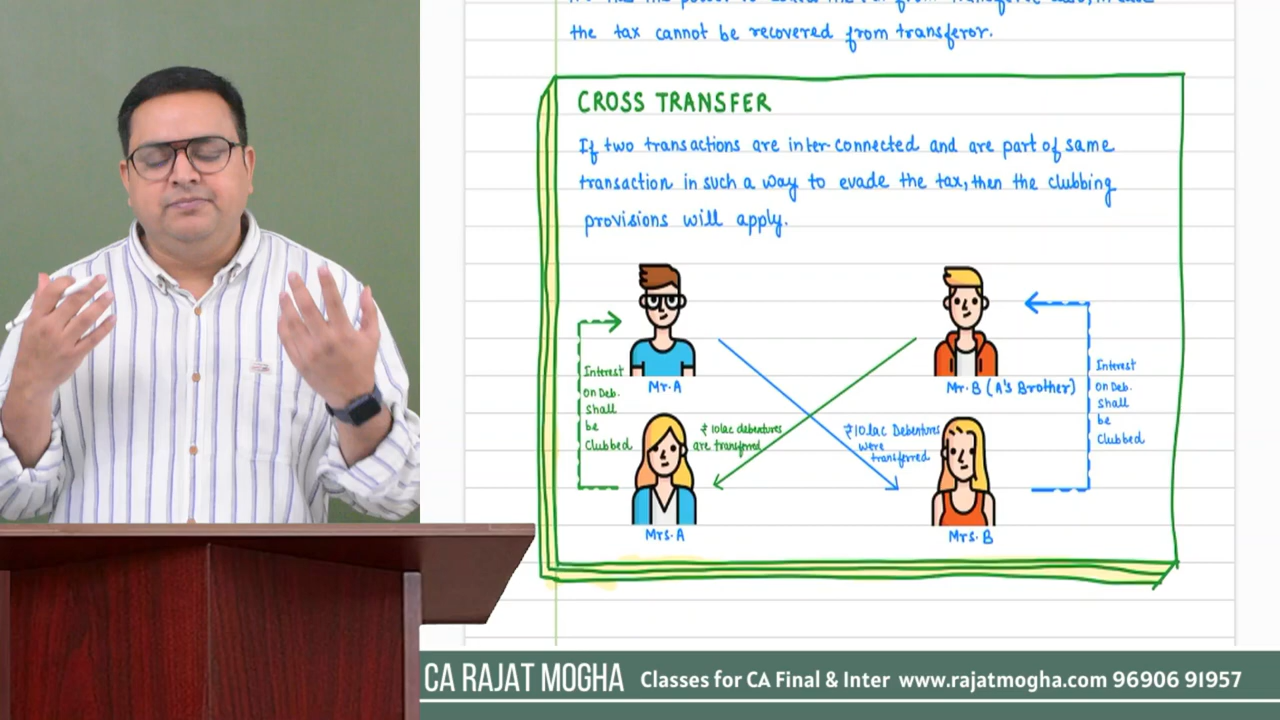 the tax cannot be recovered from transferor.
CROSS TRANSFER
If two transactions are inter connected and are part of same
transaction in such a way to evade the tax, then the clubbing
provisions will apply.
Mr. A
Mr. B (A's Brother)
Interest
on Deb.
Shall
be
Clubbed
₹ 10 lac debentures
are transferred
₹10 lac Debentures
were
transferred
Interest
on Deb.
shall
be
Clubbed
Mrs. A
Mrs. B
CA RAJAT MOGHA Classes for CA Final & Inter www.rajatmogha.com 96906 91957